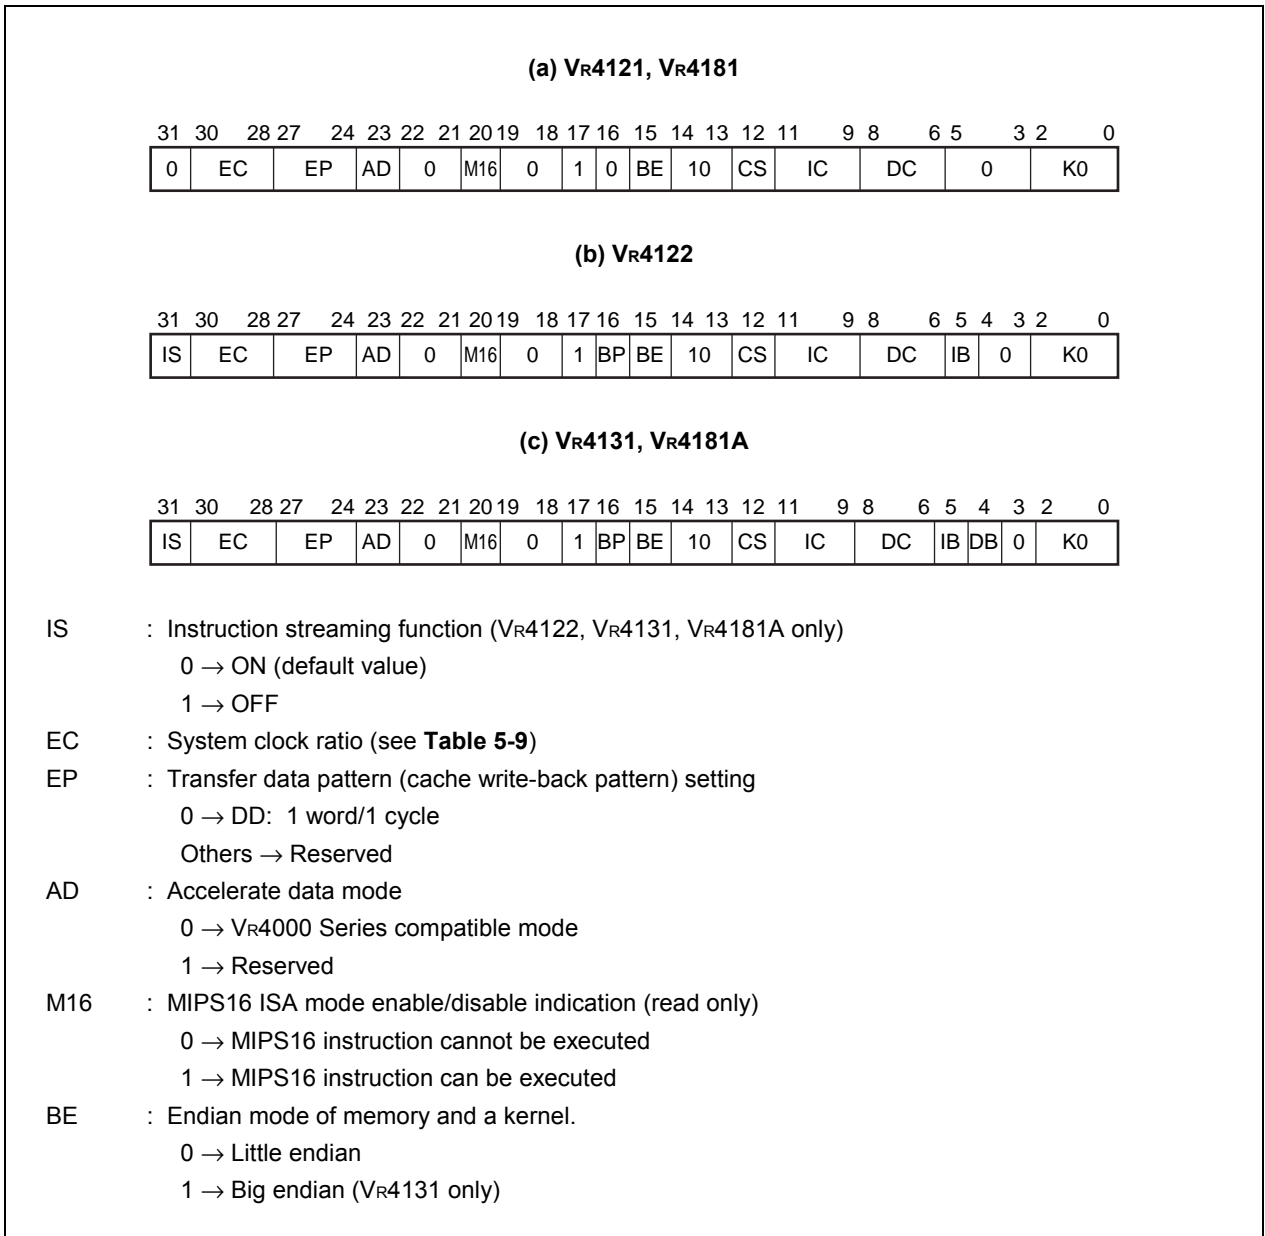 (a) VR4121, VR4181
31 30 28 27 24 23 22 21 20 19 18 17 16 15 14 13 12 11 9 8 6 5 3 2 0
0 EC EP AD 0 M16 0 1 0 BE 10 CS IC DC 0 K0
(b) VR4122
31 30 28 27 24 23 22 21 20 19 18 17 16 15 14 13 12 11 9 8 6 5 4 3 2 0
IS EC EP AD 0 M16 0 1 BP BE 10 CS IC DC IB 0 K0
(c) VR4131, VR4181A
31 30 28 27 24 23 22 21 20 19 18 17 16 15 14 13 12 11 9 8 6 5 4 3 2 0
IS EC EP AD 0 M16 0 1 BP BE 10 CS IC DC IB DB 0 K0
IS : Instruction streaming function (VR4122, VR4131, VR4181A only)
0 → ON (default value)
1 → OFF
EC : System clock ratio (see Table 5-9)
EP : Transfer data pattern (cache write-back pattern) setting
0 → DD: 1 word/1 cycle
Others → Reserved
AD : Accelerate data mode
0 → VR4000 Series compatible mode
1 → Reserved
M16 : MIPS16 ISA mode enable/disable indication (read only)
0 → MIPS16 instruction cannot be executed
1 → MIPS16 instruction can be executed
BE : Endian mode of memory and a kernel.
0 → Little endian
1 → Big endian (VR4131 only)